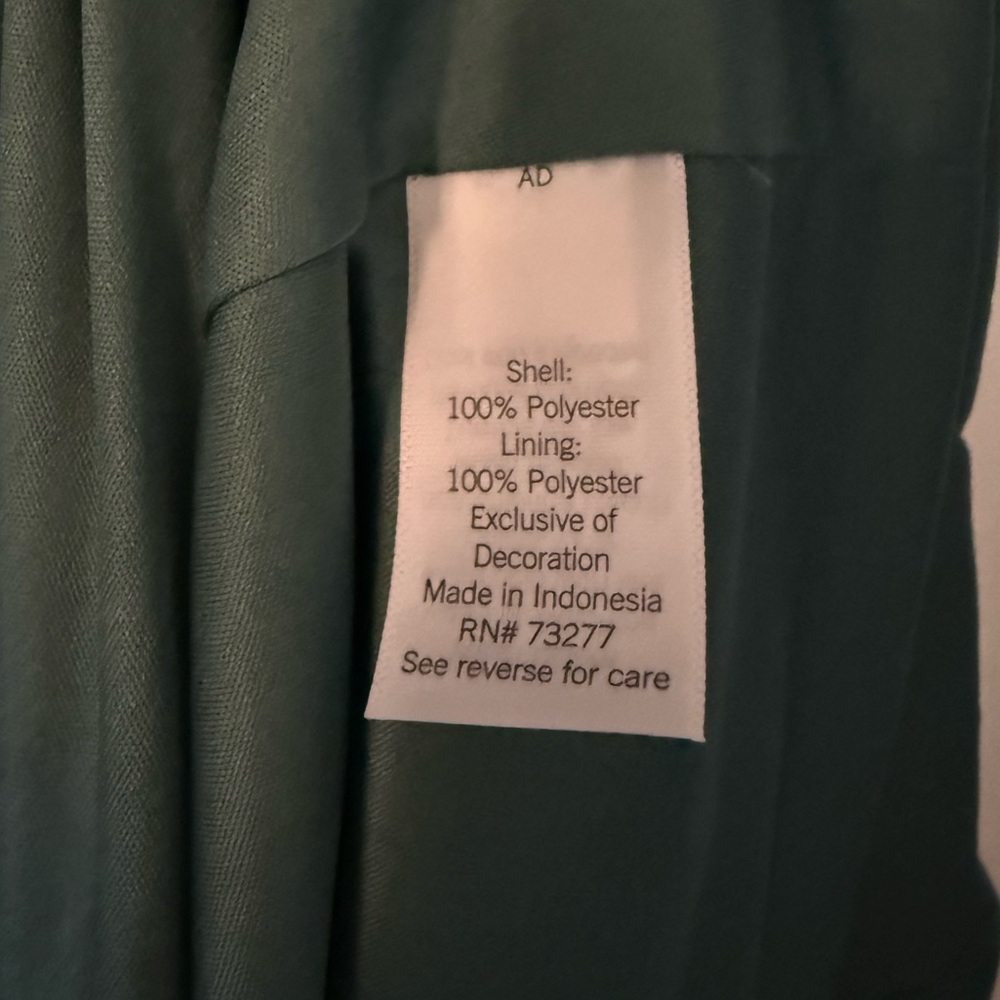 AD
Shell:
100% Polyester
Lining:
100% Polyester
Exclusive of
Decoration
Made in Indonesia
RN# 73277
See reverse for care